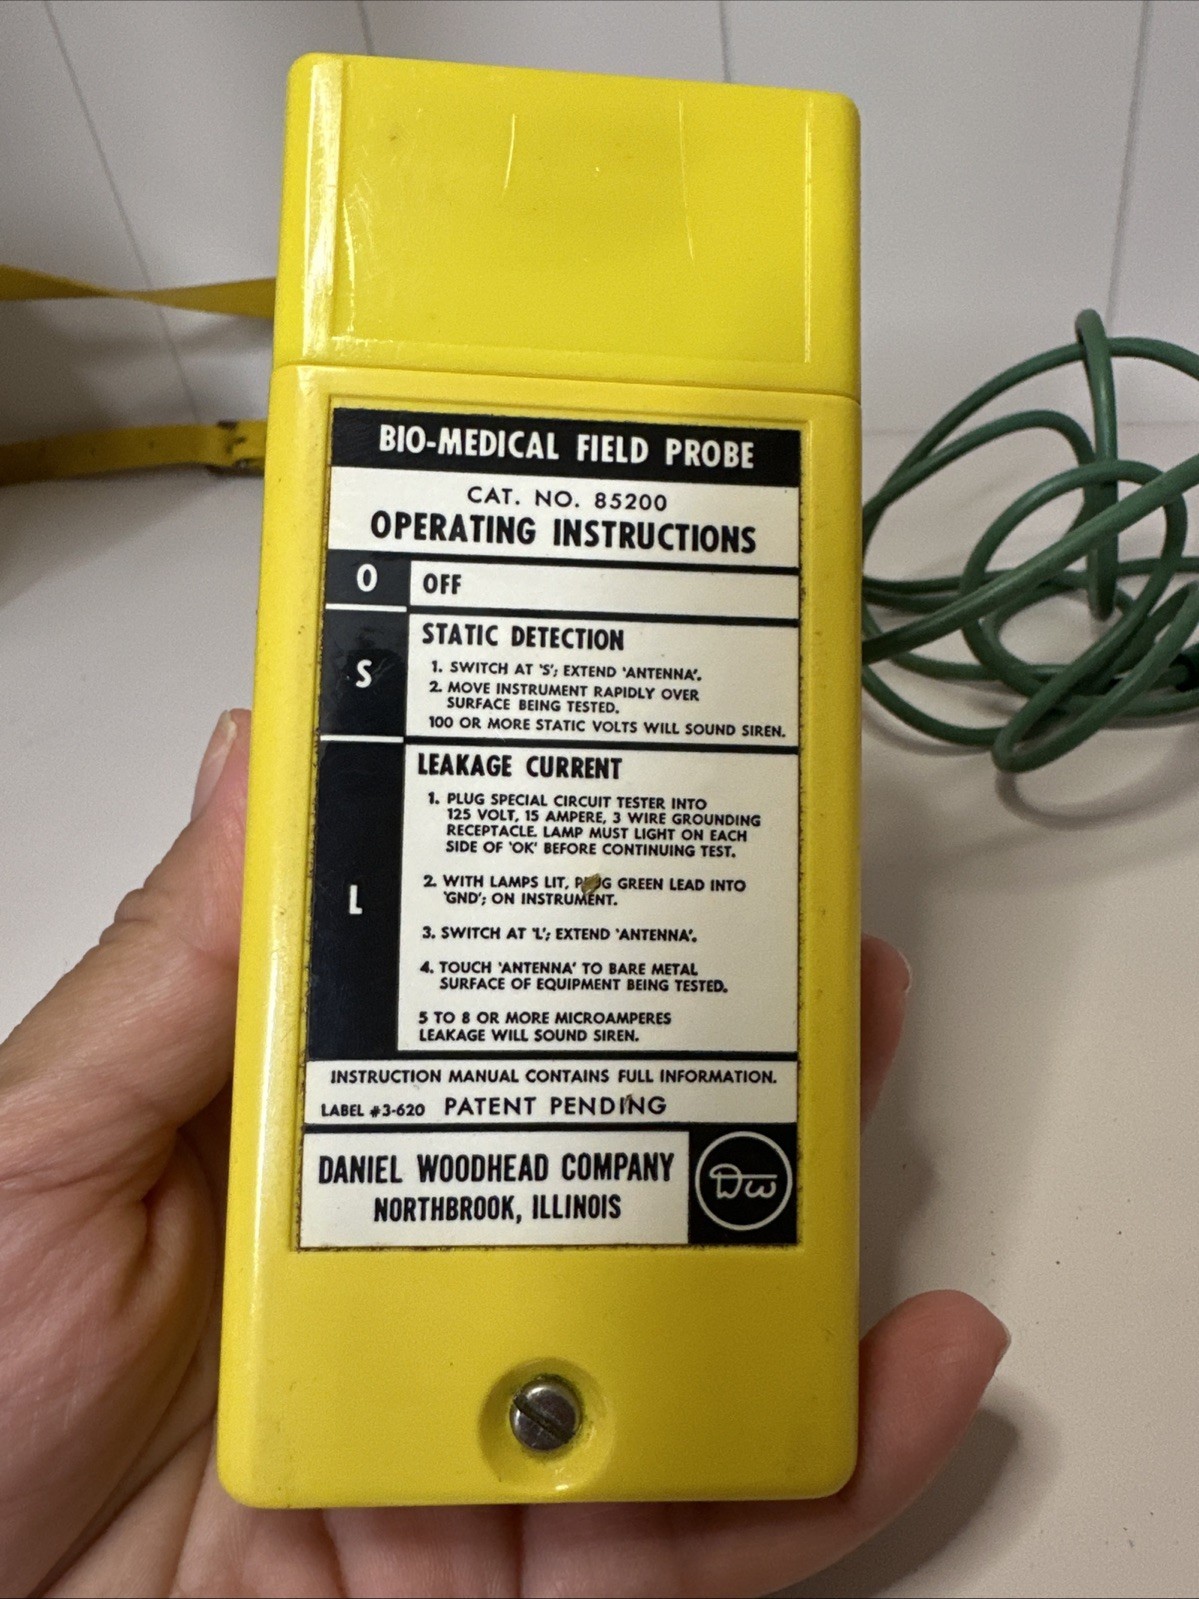 BIO-MEDICAL FIELD PROBE
CAT. NO. 85200
OPERATING INSTRUCTIONS
O OFF
S STATIC DETECTION
1. SWITCH AT 'S'; EXTEND 'ANTENNA'.
2. MOVE INSTRUMENT RAPIDLY OVER
SURFACE BEING TESTED.
100 OR MORE STATIC VOLTS WILL SOUND SIREN.
L LEAKAGE CURRENT
1. PLUG SPECIAL CIRCUIT TESTER INTO
125 VOLT, 15 AMPERE, 3 WIRE GROUNDING
RECEPTACLE. LAMP MUST LIGHT ON EACH
SIDE OF 'OK' BEFORE CONTINUING TEST.
2. WITH LAMPS LIT, PLUG GREEN LEAD INTO
'GND'; ON INSTRUMENT.
3. SWITCH AT 'L'; EXTEND 'ANTENNA'.
4. TOUCH 'ANTENNA' TO BARE METAL
SURFACE OF EQUIPMENT BEING TESTED.
5 TO 8 OR MORE MICROAMPERES
LEAKAGE WILL SOUND SIREN.
INSTRUCTION MANUAL CONTAINS FULL INFORMATION.
LABEL #3-620 PATENT PENDING
DANIEL WOODHEAD COMPANY
NORTHBROOK, ILLINOIS
DW